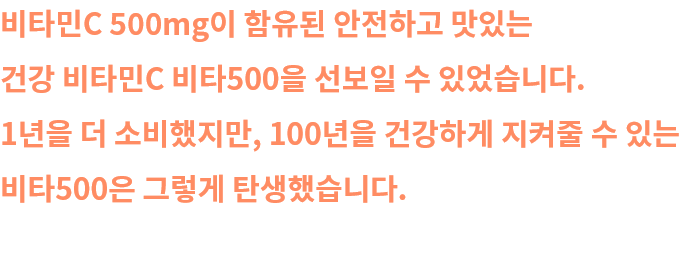 비타민C 500mg이 함유된 안전하고 맛있는
건강 비타민C 비타500을 선보일 수 있었습니다.
1년을 더 소비했지만, 100년을 건강하게 지켜줄 수 있는
비타500은 그렇게 탄생했습니다.